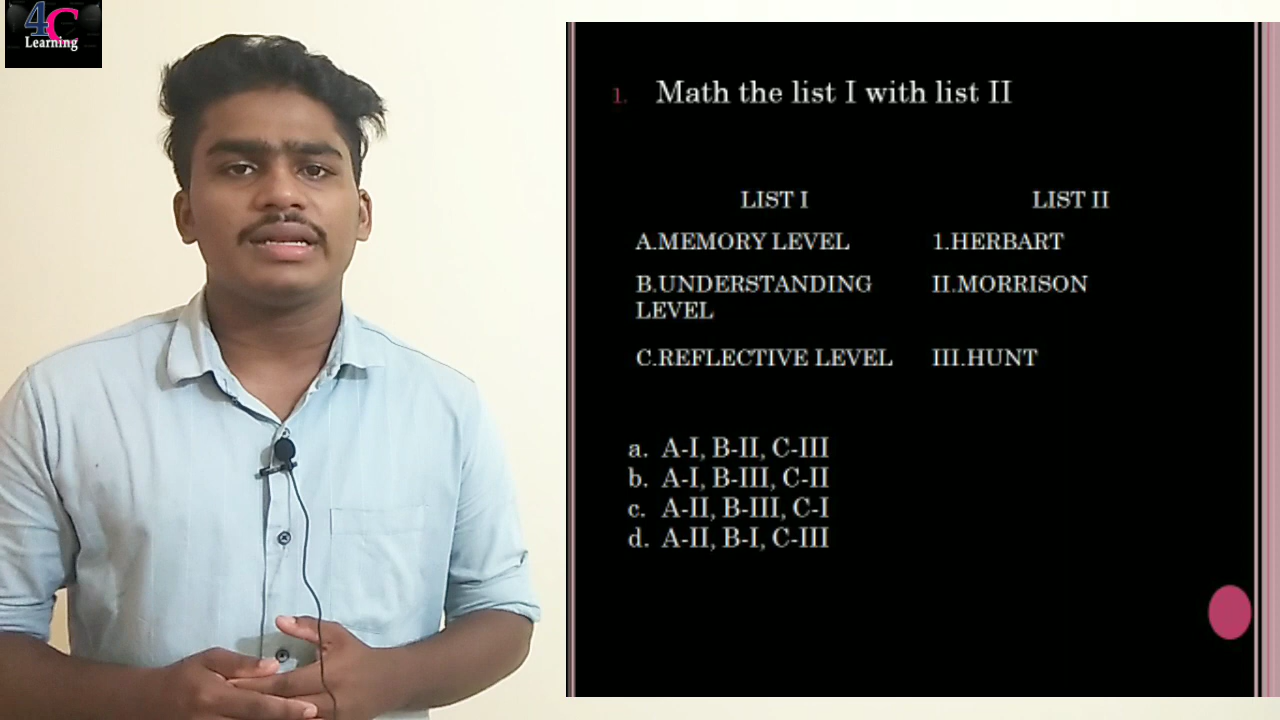 4C
Learning
1. Math the list I with list II
LIST I LIST II
A.MEMORY LEVEL 1.HERBART
B.UNDERSTANDING II.MORRISON
LEVEL
C.REFLECTIVE LEVEL III.HUNT
a. A-I, B-II, C-III
b. A-I, B-III, C-II
c. A-II, B-III, C-I
d. A-II, B-I, C-III